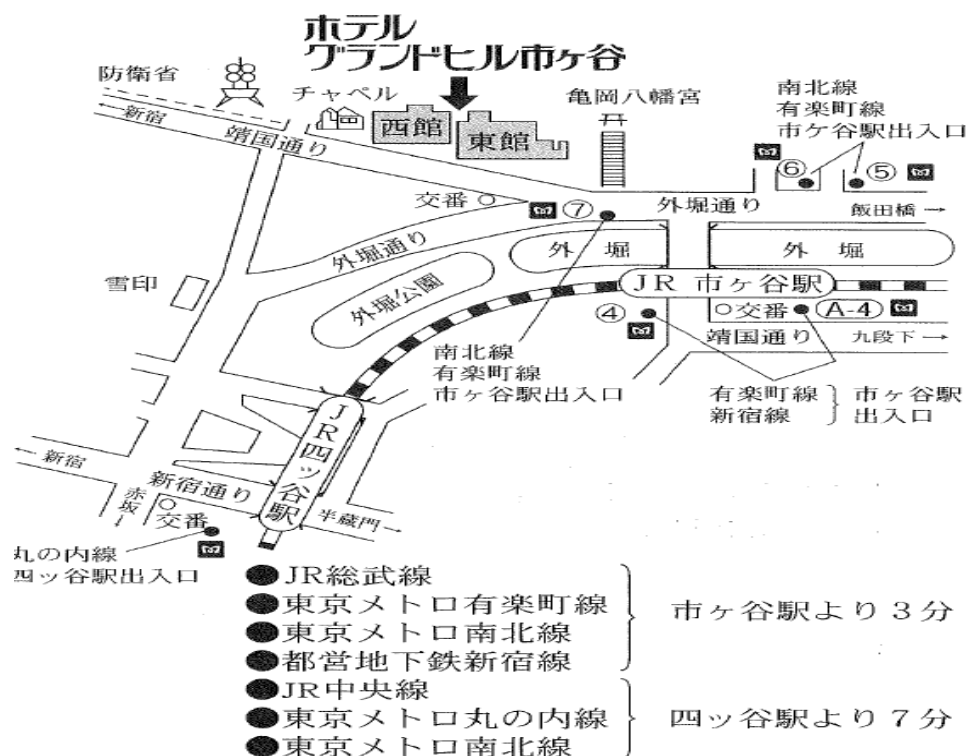 ホテル
グランドヒル市ヶ谷
防衛省
チャペル
亀岡八幡宮
南北線
有楽町線
市ケ谷駅出入口
←新宿
靖国通り
西館
東館
⑥
⑤
交番
⑦
外堀通り
飯田橋→
外堀通り
外堀
外堀
雪印
外堀公園
JR 市ヶ谷駅
④
交番
A-4
靖国通り
九段下→
南北線
有楽町線
市ケ谷駅出入口
有楽町線
新宿線
市ケ谷駅
出入口
JR四ッ谷駅
←新宿
新宿通り
赤坂
交番
半蔵門
丸の内線
四ッ谷駅出入口
●JR総武線
●東京メトロ有楽町線
●東京メトロ南北線
●都営地下鉄新宿線
市ヶ谷駅より3分
●JR中央線
●東京メトロ丸の内線
●東京メトロ南北線
四ッ谷駅より7分